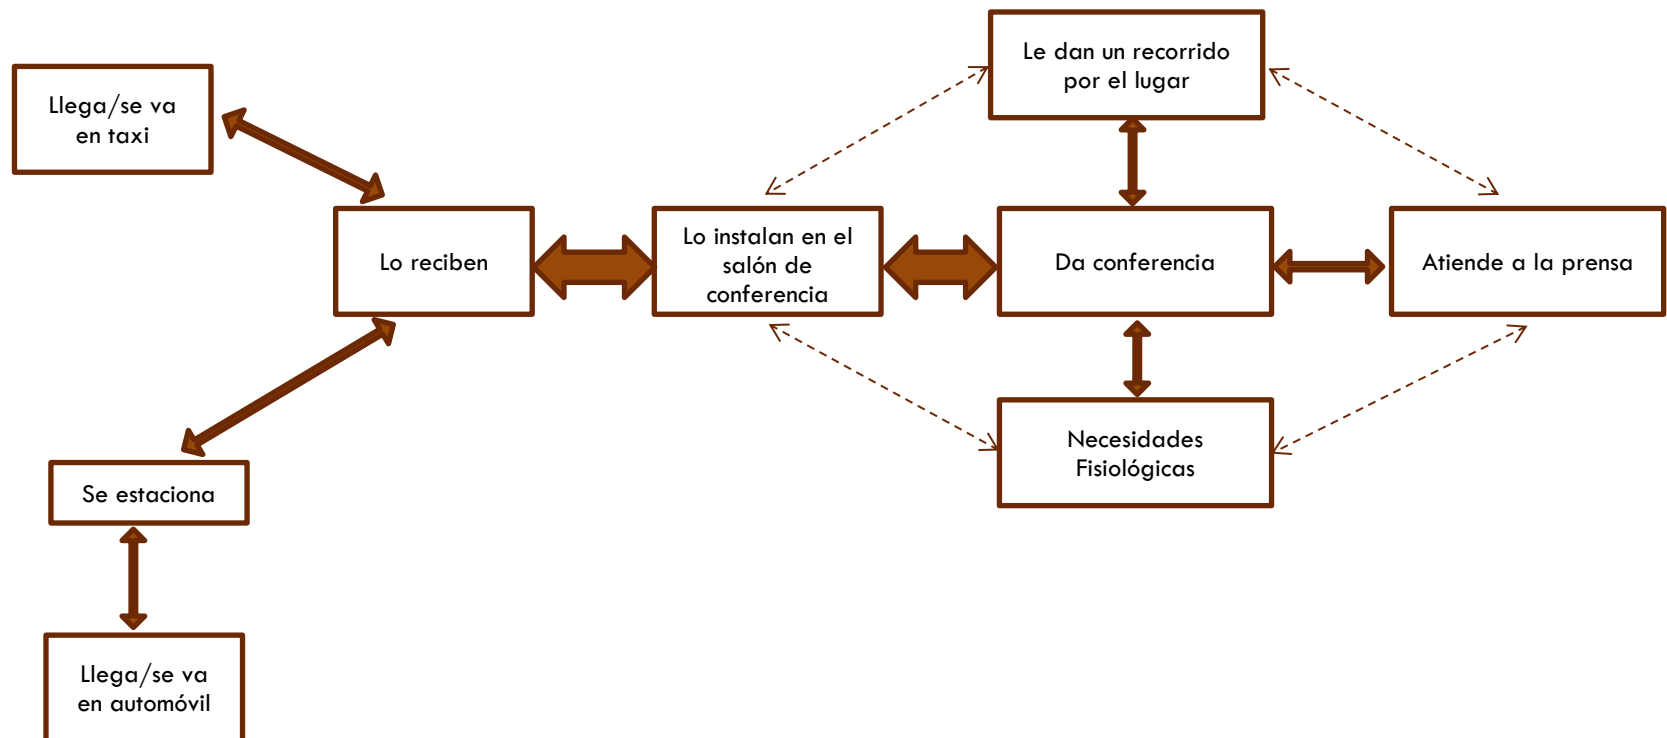 Le dan un recorrido
por el lugar
Llega/se va
en taxi
Lo reciben
Lo instalan en el
salón de
conferencia
Da conferencia
Atiende a la prensa
Necesidades
Fisiológicas
Se estaciona
Llega/se va
en automóvil